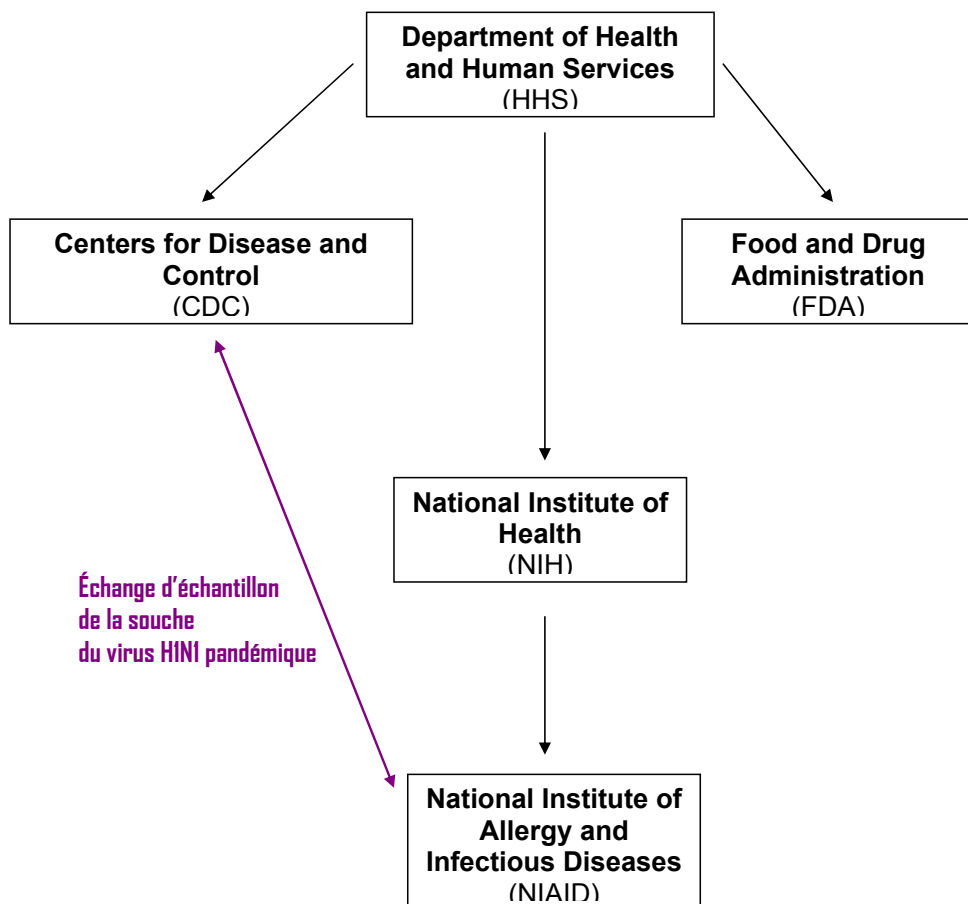 Department of Health
and Human Services
(HHS)
Centers for Disease and
Control
(CDC)
Food and Drug
Administration
(FDA)
National Institute of
Health
(NIH)
Échange d'échantillon
de la souche
du virus H1N1 pandémique
National Institute of
Allergy and
Infectious Diseases
(NIAID)